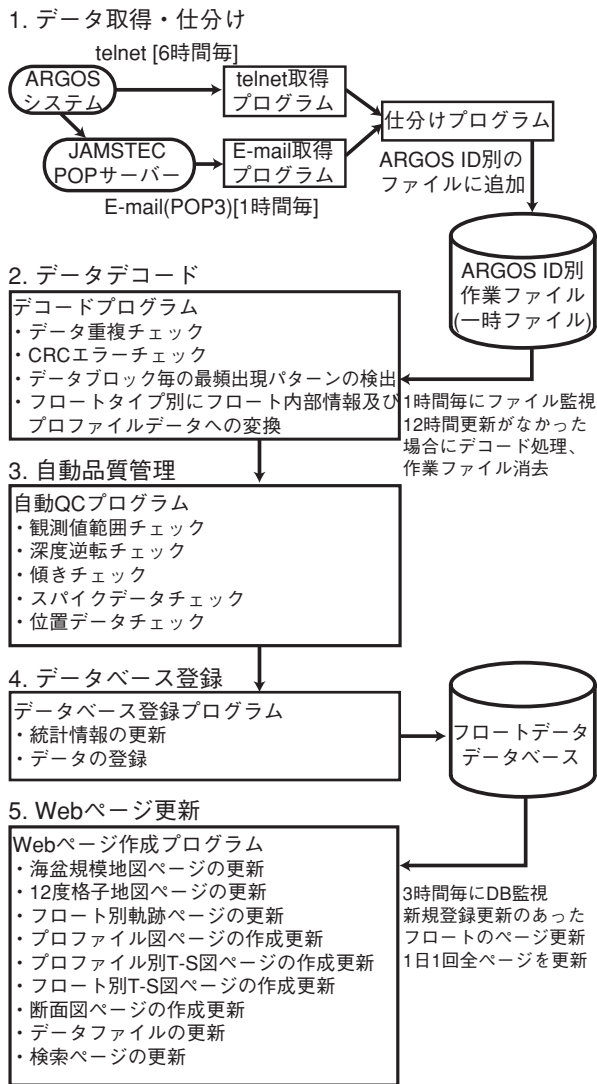 1. データ取得・仕分け
telnet [6時間毎]
ARGOS
システム
telnet取得
プログラム
仕分けプログラム
JAMSTEC
POPサーバー
E-mail取得
プログラム
E-mail(POP3)[1時間毎]
ARGOS ID別の
ファイルに追加
ARGOS ID別
作業ファイル
(一時ファイル)
2. データデコード
デコードプログラム
・データ重複チェック
・CRCエラーチェック
・データブロック毎の最頻出現パターンの検出
・フロートタイプ別にフロート内部情報及び
プロファイルデータへの変換
1時間毎にファイル監視
12時間更新がなかった
場合にデコード処理、
作業ファイル消去
3. 自動品質管理
自動QCプログラム
・観測値範囲チェック
・深度逆転チェック
・傾きチェック
・スパイクデータチェック
・位置データチェック
4. データベース登録
データベース登録プログラム
・統計情報の更新
・データの登録
フロートデータ
データベース
5. Webページ更新
Webページ作成プログラム
・海盆規模地図ページの更新
・12度格子地図ページの更新
・フロート別軌跡ページの更新
・プロファイル図ページの作成更新
・プロファイル別T-S図ページの作成更新
・フロート別T-S図ページの作成更新
・断面図ページの作成更新
・データファイルの更新
・検索ページの更新
3時間毎にDB監視
新規登録更新のあった
フロートのページ更新
1日1回全ページを更新